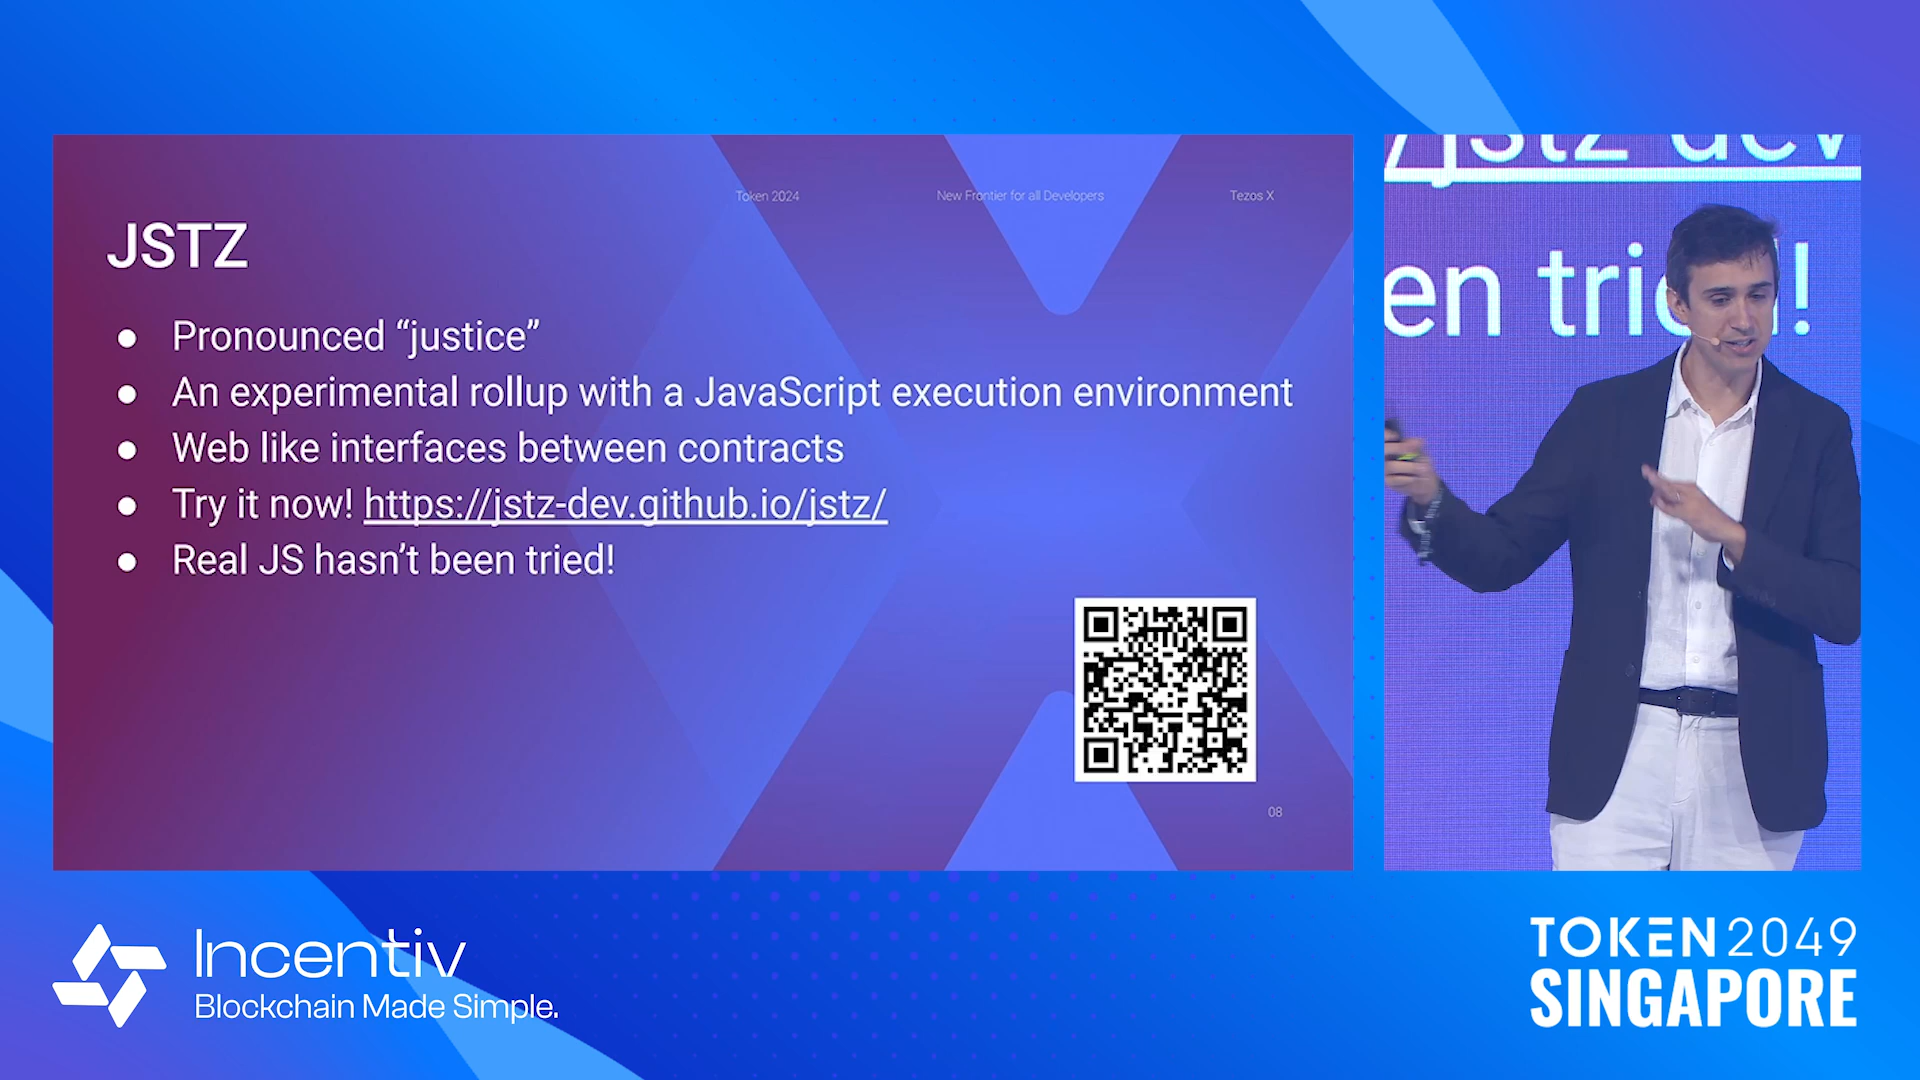 Token 2024
New Frontier for all Developers
Tezos X
JSTZ
● Pronounced “justice”
● An experimental rollup with a JavaScript execution environment
● Web like interfaces between contracts
● Try it now! https://jstz-dev.github.io/jstz/
● Real JS hasn’t been tried!
08
/jstz dev
en tri !
Incentiv
Blockchain Made Simple.
TOKEN2049
SINGAPORE